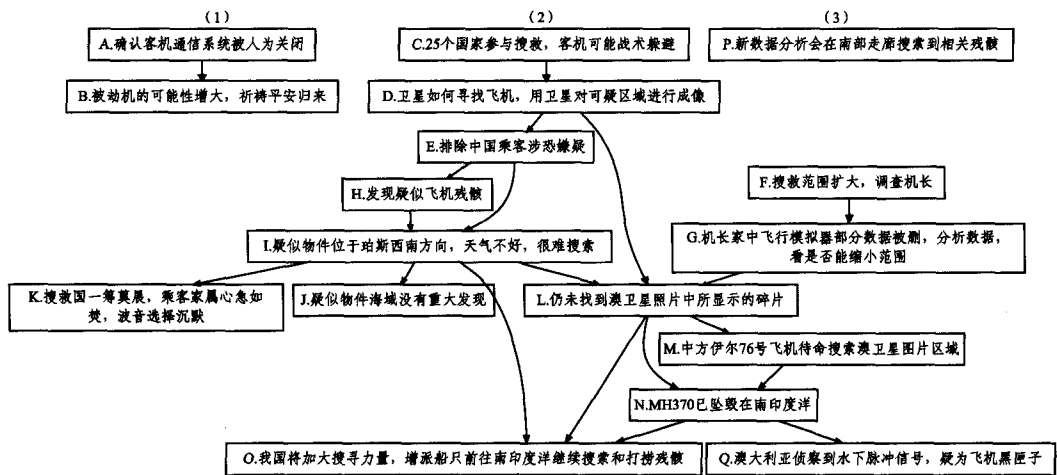 （1）
（2）
（3）
A.确认客机通信系统被人为关闭
C.25个国家参与搜救，客机可能战术躲避
P.新数据分析会在南部走廊搜索到相关残骸
B.被劫机的可能性增大，祈祷平安归来
D.卫星如何寻找飞机，用卫星对可疑区域进行成像
E.排除中国乘客涉恐嫌疑
H.发现疑似飞机残骸
F.搜救范围扩大，调查机长
I.疑似物件位于珀斯西南方向，天气不好，很难搜索
G.机长家中飞行模拟器部分数据被删，分析数据，
看是否能缩小范围
K.搜救国一筹莫展，乘客家属心急如
焚，波音选择沉默
J.疑似物件海域没有重大发现
L.仍未找到澳卫星照片中所显示的碎片
M.中方伊尔76号飞机待命搜索澳卫星图片区域
N.MH370已坠毁在南印度洋
O.我国将加大搜寻力量，增派船只前往南印度洋继续搜索和打捞残骸
Q.澳大利亚侦察到水下脉冲信号，疑为飞机黑匣子